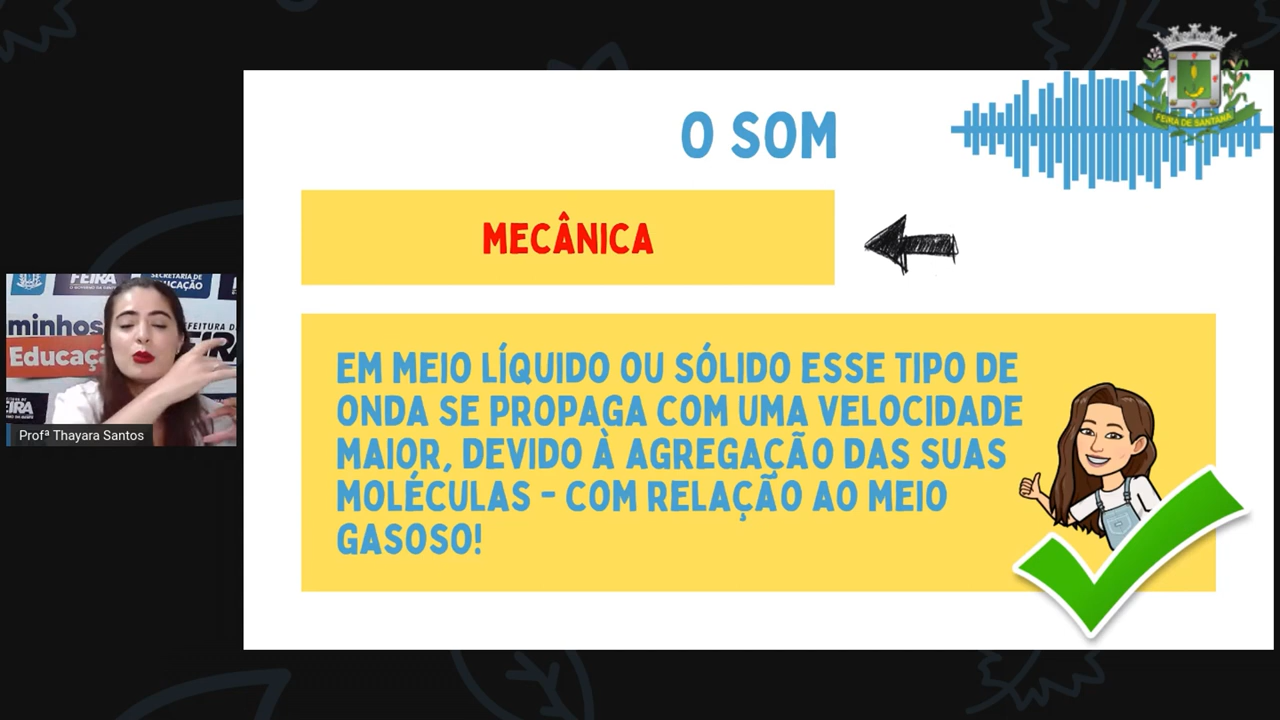 FEIRA DE SANTANA
O SOM
MECÂNICA
EM MEIO LÍQUIDO OU SÓLIDO ESSE TIPO DE
ONDA SE PROPAGA COM UMA VELOCIDADE
MAIOR, DEVIDO À AGREGAÇÃO DAS SUAS
MOLÉCULAS - COM RELAÇÃO AO MEIO
GASOSO!
FEIRA
SECRETARIA DE
EDUCAÇÃO
minhos
Educaç
EFEITURA D
Profª Thayara Santos